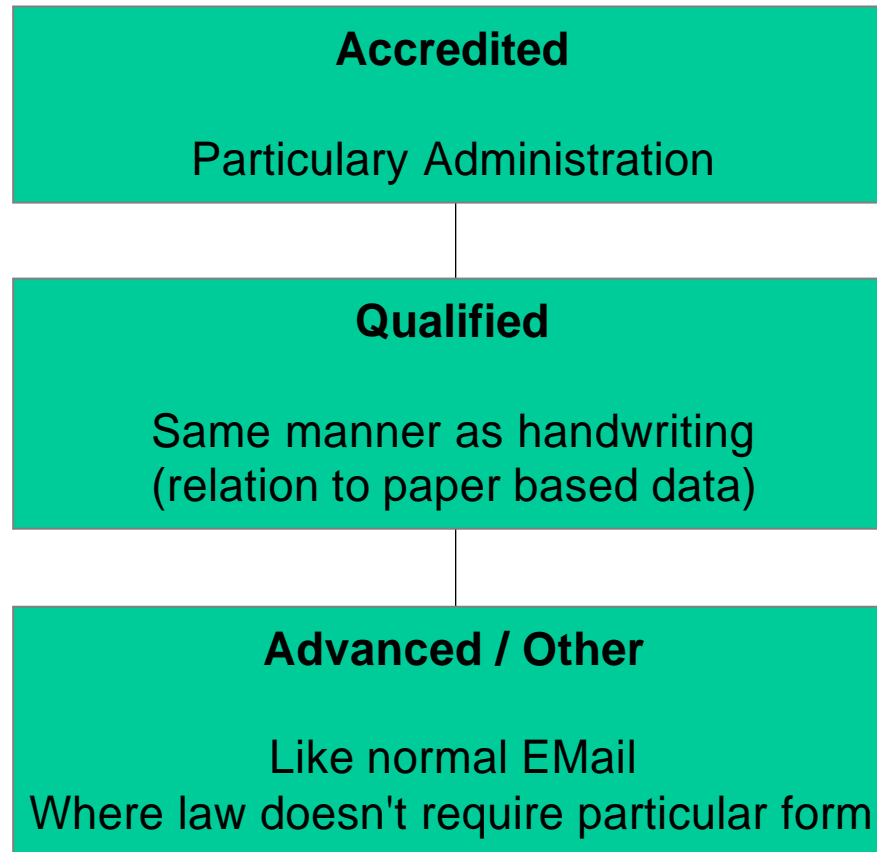 Accredited
Particulary Administration
Qualified
Same manner as handwriting
(relation to paper based data)
Advanced / Other
Like normal EMail
Where law doesn't require particular form